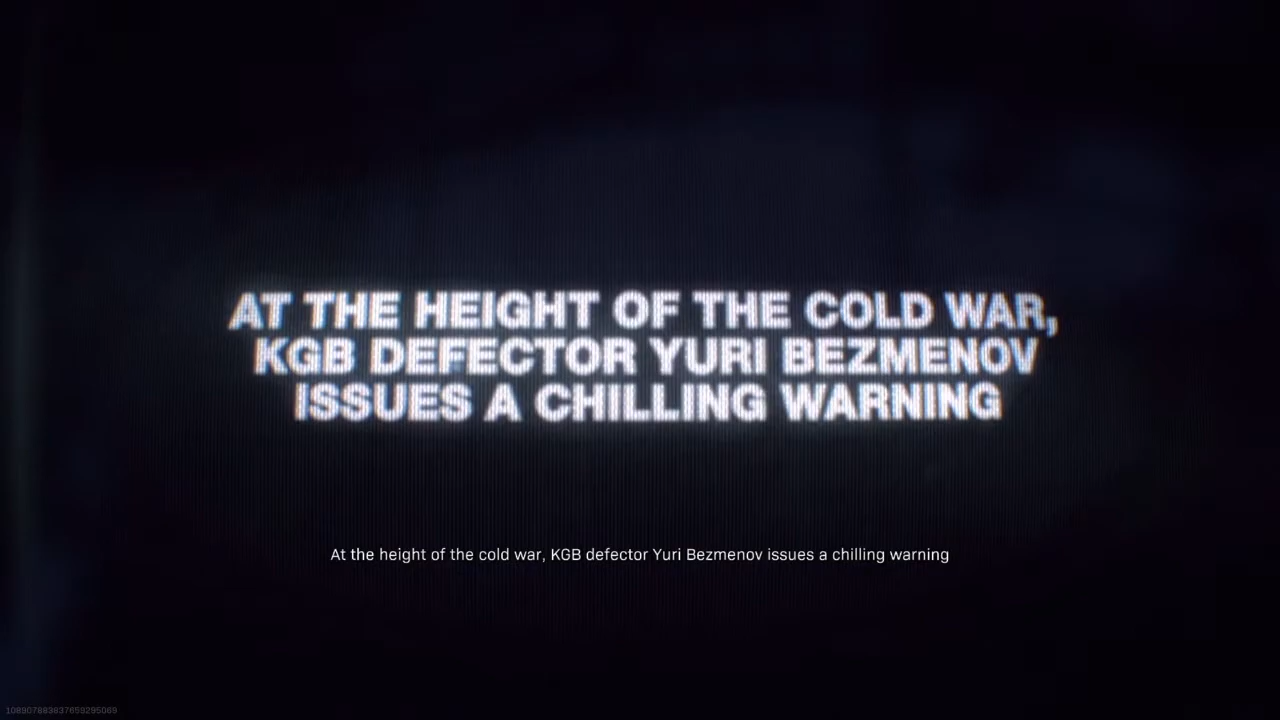 AT THE HEIGHT OF THE COLD WAR,
KGB DEFECTOR YURI BEZMENOV
ISSUES A CHILLING WARNING
At the height of the cold war, KGB defector Yuri Bezmenov issues a chilling warning